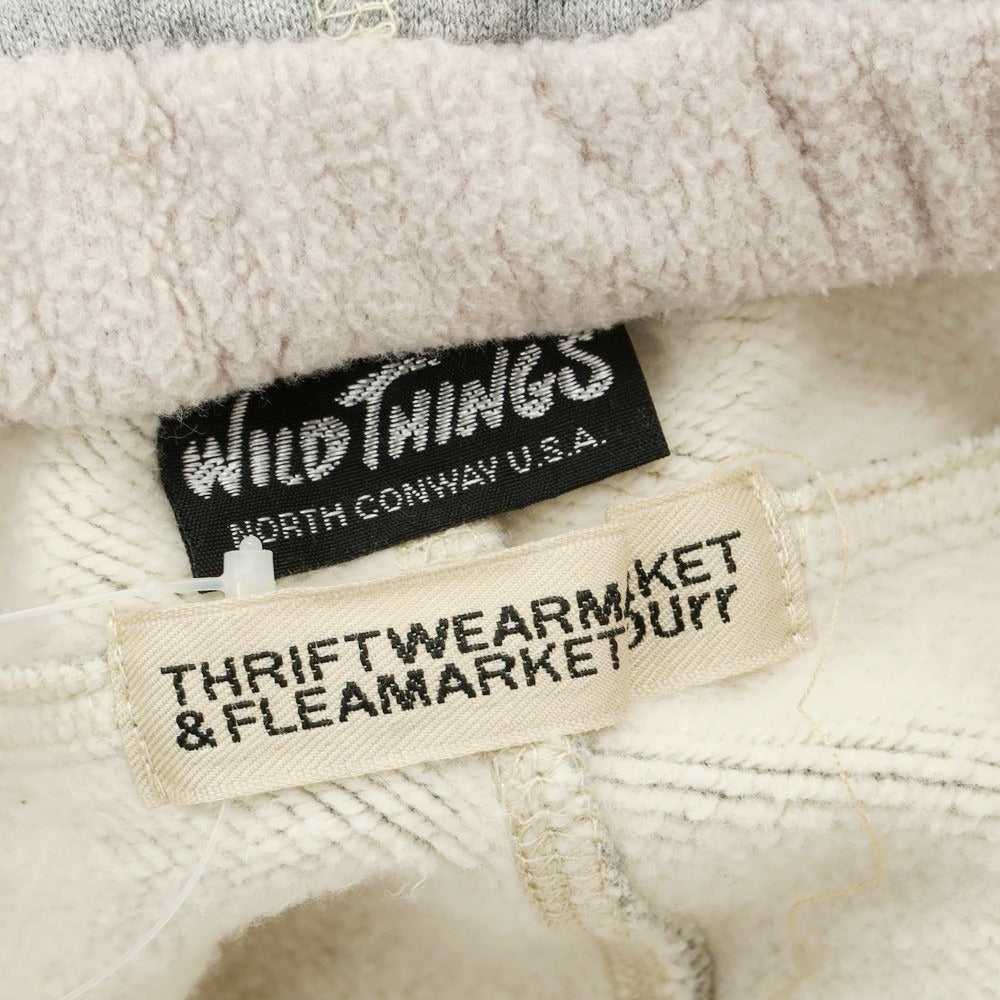 WILD THINGS
NORTH CONWAY U.S.A.
THRIFTWEARMARKET
& FLEAMARKET